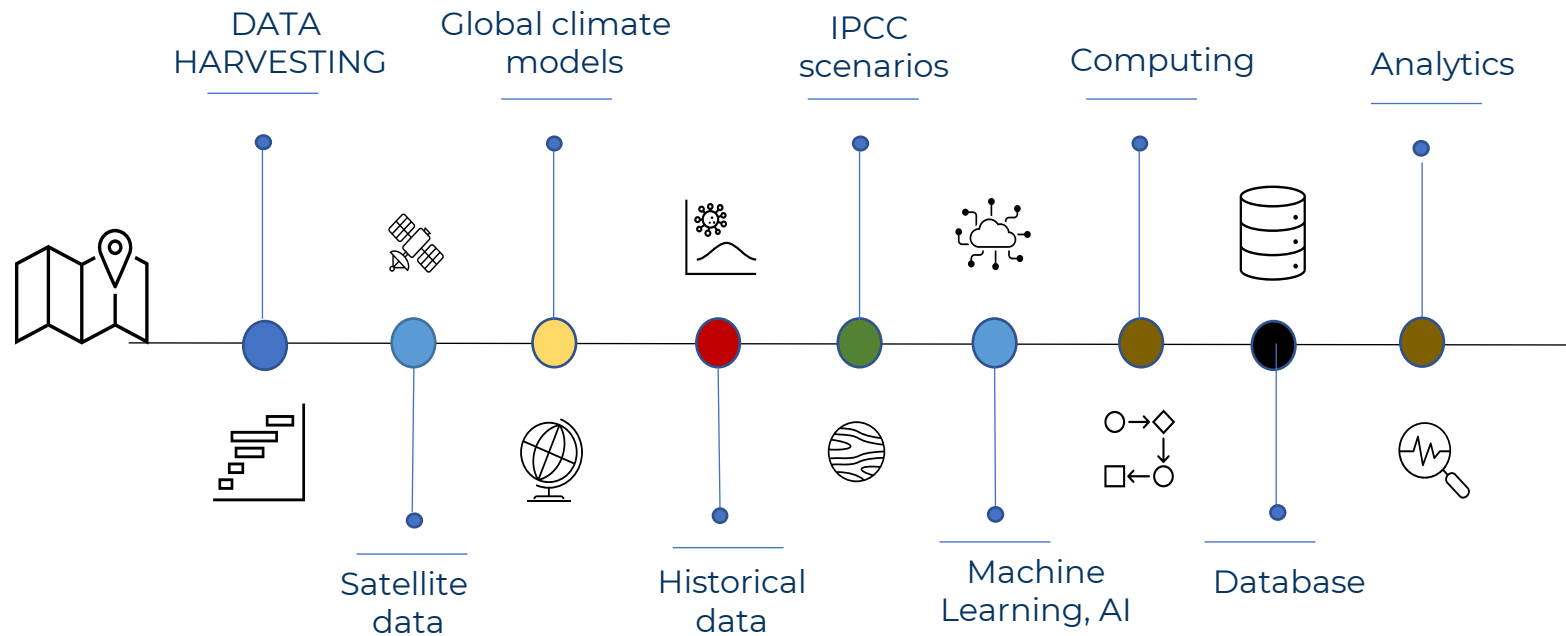 DATA
HARVESTING
Global climate
models
IPCC
scenarios
Computing
Analytics
Satellite
data
Historical
data
Machine
Learning, AI
Database